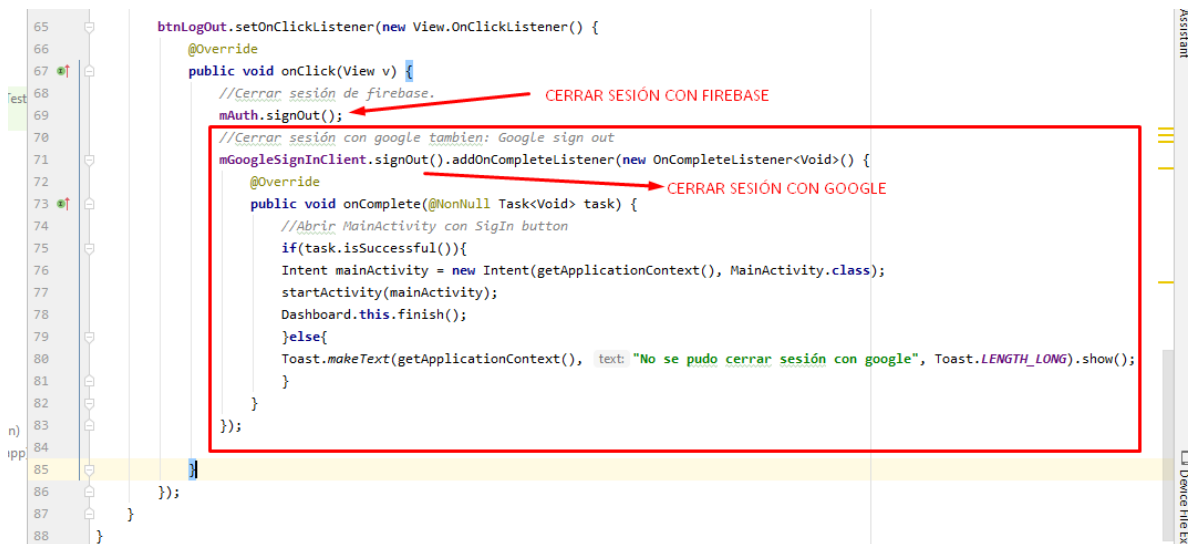 Assistant
65 btnLogOut.setOnClickListener(new View.OnClickListener() {
66 @Override
67 public void onClick(View v) {
68 //Cerrar sesión de firebase. CERRAR SESIÓN CON FIREBASE
69 mAuth.signOut();
70 //Cerrar sesión con google tambien: Google sign out
71 mGoogleSignInClient.signOut().addOnCompleteListener(new OnCompleteListener<Void>() {
72 @Override CERRAR SESIÓN CON GOOGLE
73 public void onComplete(@NonNull Task<Void> task) {
74 //Abrir MainActivity con SigIn button
75 if(task.isSuccessful()){
76 Intent mainActivity = new Intent(getApplicationContext(), MainActivity.class);
77 startActivity(mainActivity);
78 Dashboard.this.finish();
79 }else{
80 Toast.makeText(getApplicationContext(), text: "No se pudo cerrar sesión con google", Toast.LENGTH_LONG).show();
81 }
82 }
83 });
84
85 }
86 });
87 }
88 }
est
n)
app
Device File Ex